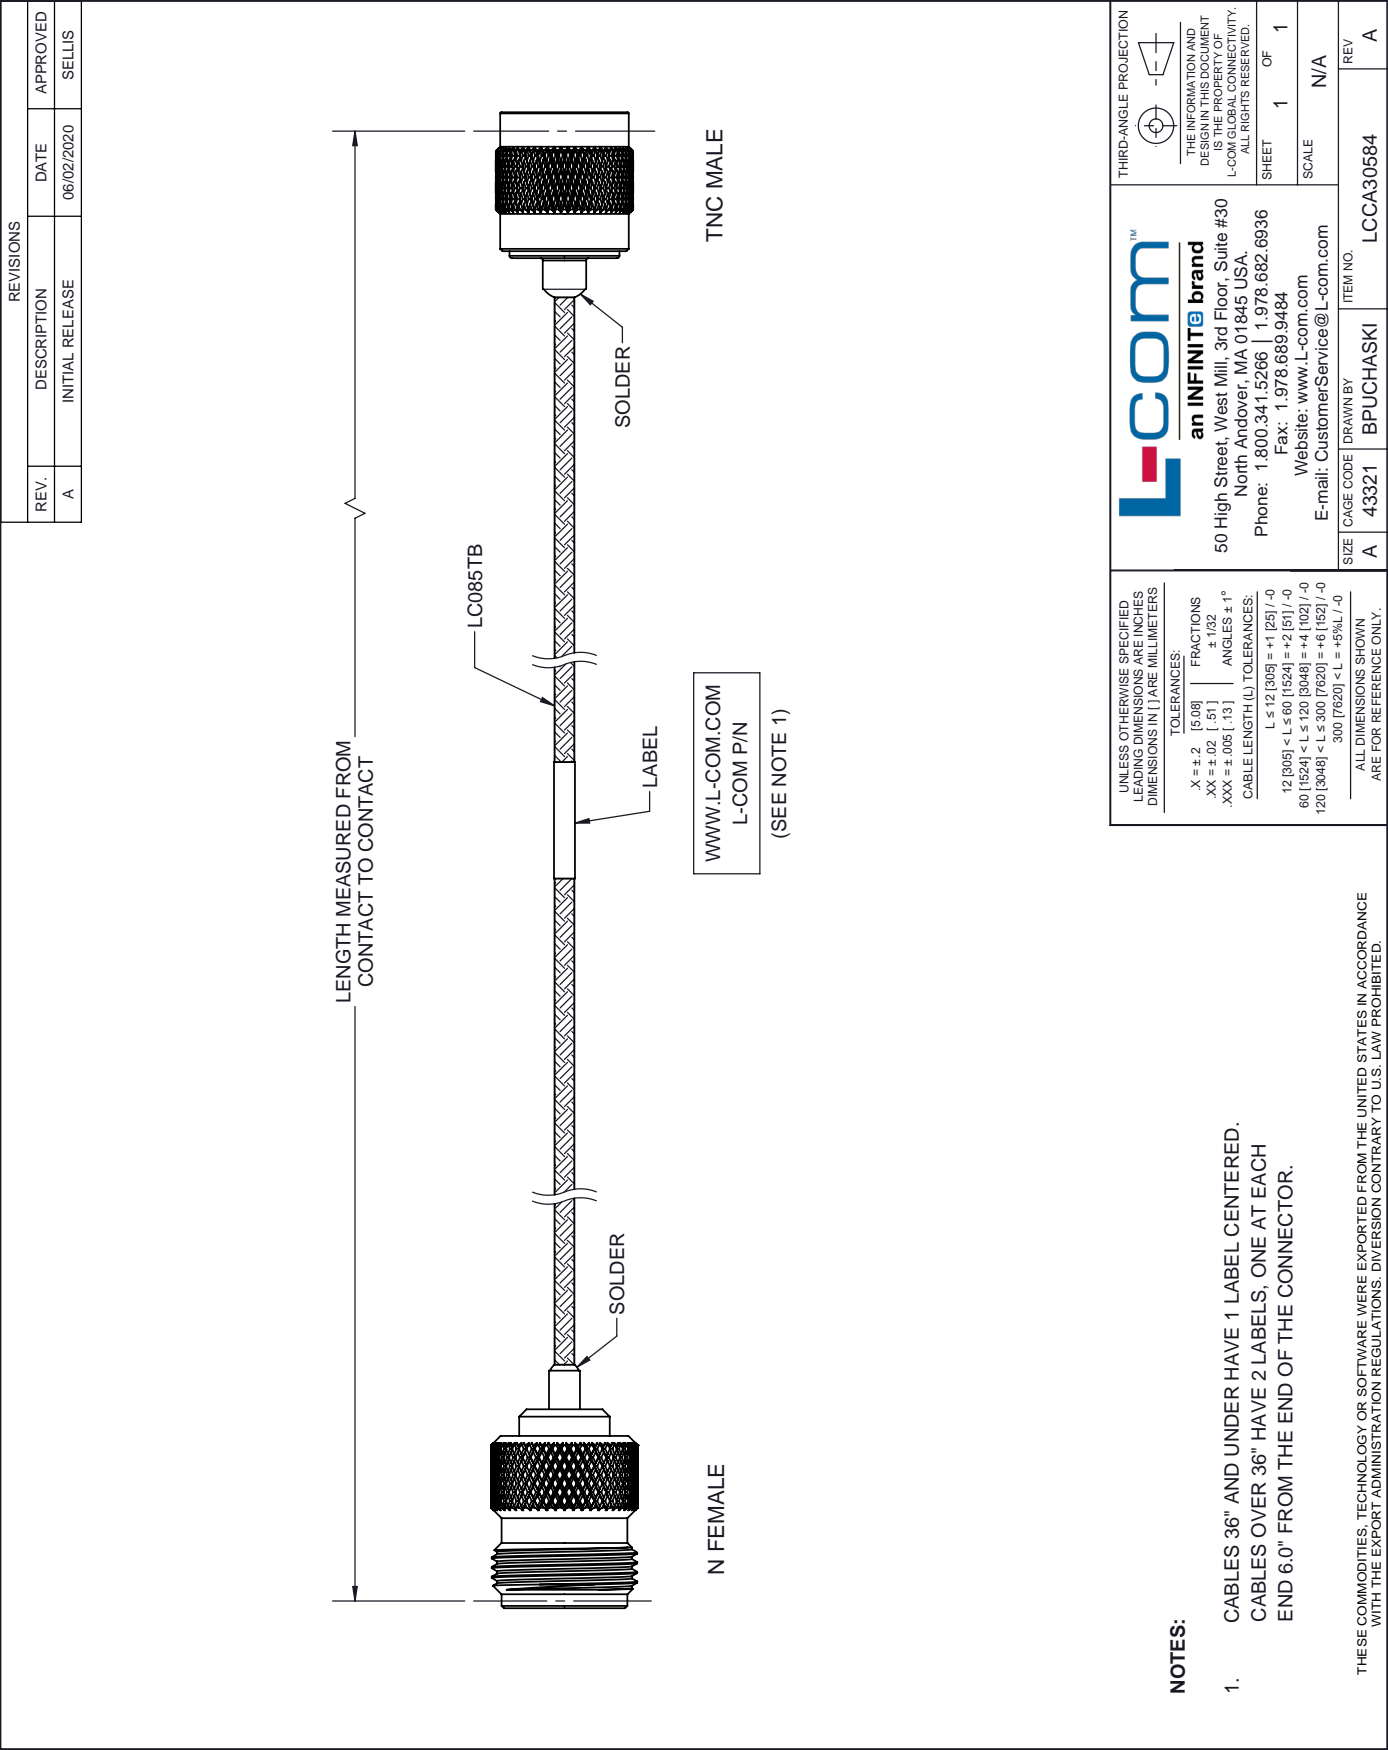 REVISIONS
REV. DESCRIPTION DATE APPROVED
A INITIAL RELEASE 06/02/2020 SELLIS
LENGTH MEASURED FROM
CONTACT TO CONTACT
LC085TB
SOLDER
SOLDER
LABEL
N FEMALE
TNC MALE
WWW.L-COM.COM
L-COM P/N
(SEE NOTE 1)
NOTES:
1. CABLES 36" AND UNDER HAVE 1 LABEL CENTERED.
CABLES OVER 36" HAVE 2 LABELS, ONE AT EACH
END 6.0" FROM THE END OF THE CONNECTOR.
THESE COMMODITIES, TECHNOLOGY OR SOFTWARE WERE EXPORTED FROM THE UNITED STATES IN ACCORDANCE
WITH THE EXPORT ADMINISTRATION REGULATIONS. DIVERSION CONTRARY TO U.S. LAW PROHIBITED.
UNLESS OTHERWISE SPECIFIED
LEADING DIMENSIONS ARE INCHES
DIMENSIONS IN [ ] ARE MILLIMETERS
TOLERANCES:
.X = ± .2 [5.08] FRACTIONS
.XX = ± .02 [ .51] ± 1/32
.XXX = ± .005 [ .13 ] ANGLES ± 1°
CABLE LENGTH (L) TOLERANCES:
L ≤ 12 [305] = +1 [25] / -0
12 [305] < L ≤ 60 [1524] = +2 [51] / -0
60 [1524] < L ≤ 120 [3048] = +4 [102] / -0
120 [3048] < L ≤ 300 [7620] = +6 [152] / -0
300 [7620] < L = +5%L / -0
ALL DIMENSIONS SHOWN
ARE FOR REFERENCE ONLY.
L-com™
an INFINITe brand
50 High Street, West Mill, 3rd Floor, Suite #30
North Andover, MA 01845 USA.
Phone: 1.800.341.5266 | 1.978.682.6936
Fax: 1.978.689.9484
Website: www.L-com.com
E-mail: CustomerService@L-com.com
THIRD-ANGLE PROJECTION
THE INFORMATION AND
DESIGN IN THIS DOCUMENT
IS THE PROPERTY OF
L-COM GLOBAL CONNECTIVITY.
ALL RIGHTS RESERVED.
SHEET 1 OF 1
SCALE N/A
SIZE A
CAGE CODE 43321
DRAWN BY BPUCHASKI
ITEM NO. LCCA30584
REV A